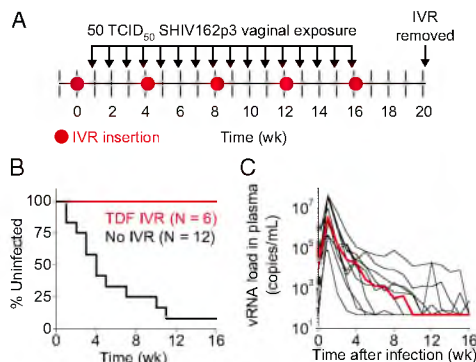 A
50 TCID50 SHIV162p3 vaginal exposure
IVR removed
0 4 8 12 16 20
IVR insertion
Time (wk)
B
% Uninfected
100
75
50
25
0
TDF IVR (N = 6)
No IVR (N = 12)
0 4 8 12 16
Time (wk)
C
vRNA load in plasma (copies/mL)
10^7
10^5
10^3
10^1
0 2 4 6 8 10 12 14 16
Time after infection (wk)